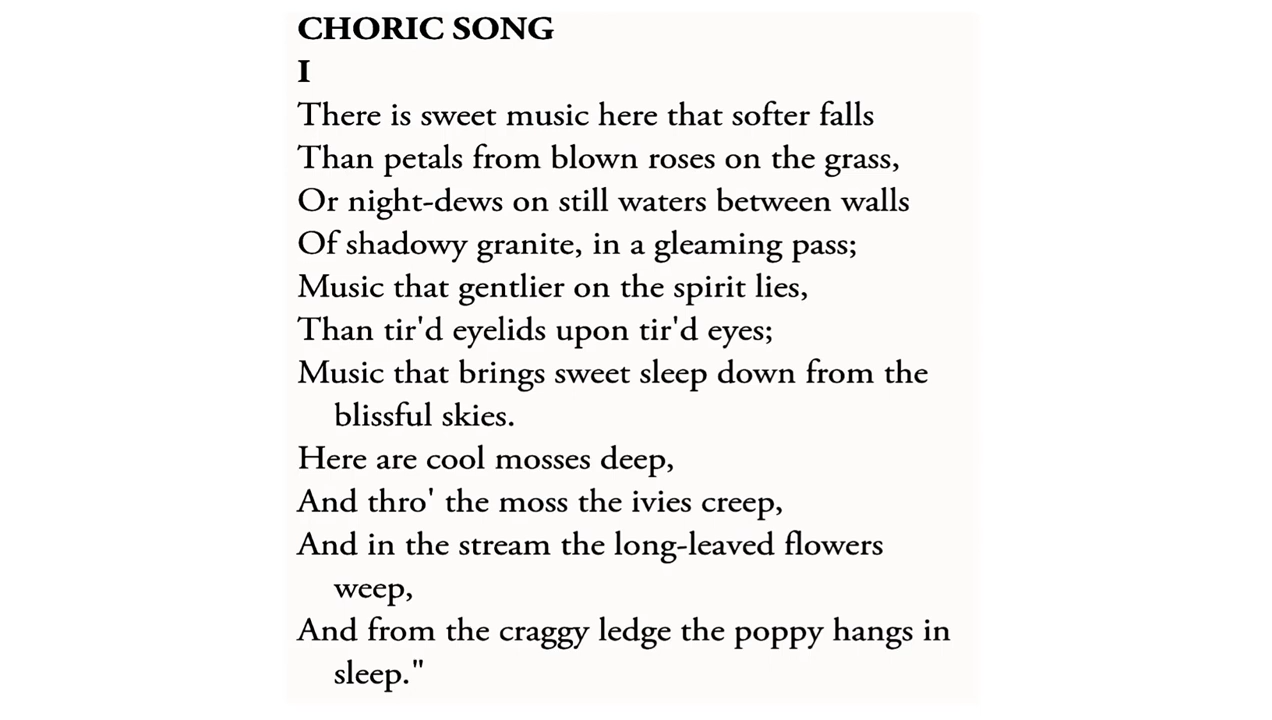 CHORIC SONG
I
There is sweet music here that softer falls
Than petals from blown roses on the grass,
Or night-dews on still waters between walls
Of shadowy granite, in a gleaming pass;
Music that gentlier on the spirit lies,
Than tir'd eyelids upon tir'd eyes;
Music that brings sweet sleep down from the
blissful skies.
Here are cool mosses deep,
And thro' the moss the ivies creep,
And in the stream the long-leaved flowers
weep,
And from the craggy ledge the poppy hangs in
sleep."